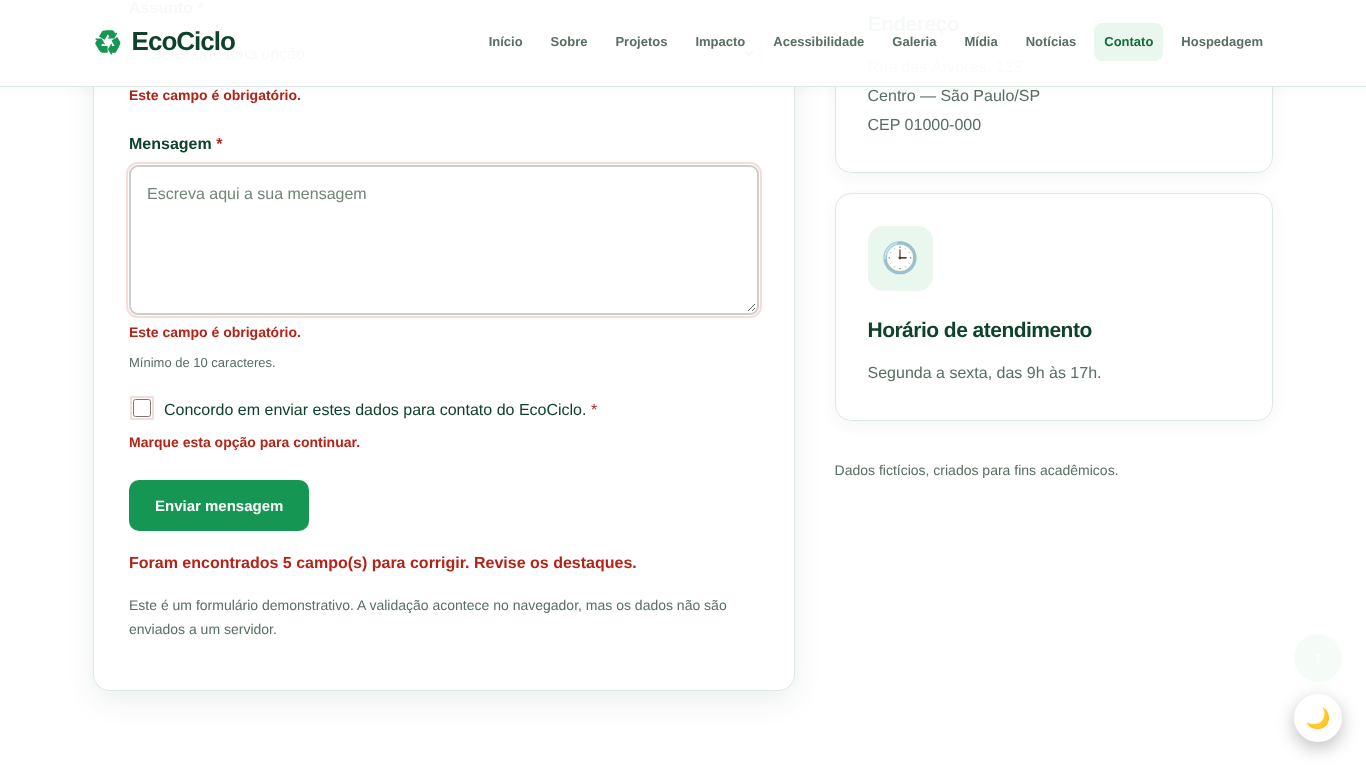 EcoCiclo
Início
Sobre
Projetos
Impacto
Acessibilidade
Galeria
Mídia
Notícias
Contato
Hospedagem
Assunto *
Este campo é obrigatório.
Mensagem *
Escreva aqui a sua mensagem
Este campo é obrigatório.
Mínimo de 10 caracteres.
Concordo em enviar estes dados para contato do EcoCiclo. *
Marque esta opção para continuar.
Enviar mensagem
Foram encontrados 5 campo(s) para corrigir. Revise os destaques.
Este é um formulário demonstrativo. A validação acontece no navegador, mas os dados não são
enviados a um servidor.
Endereço
Rua das Árvores, 123
Centro — São Paulo/SP
CEP 01000-000
Horário de atendimento
Segunda a sexta, das 9h às 17h.
Dados fictícios, criados para fins acadêmicos.